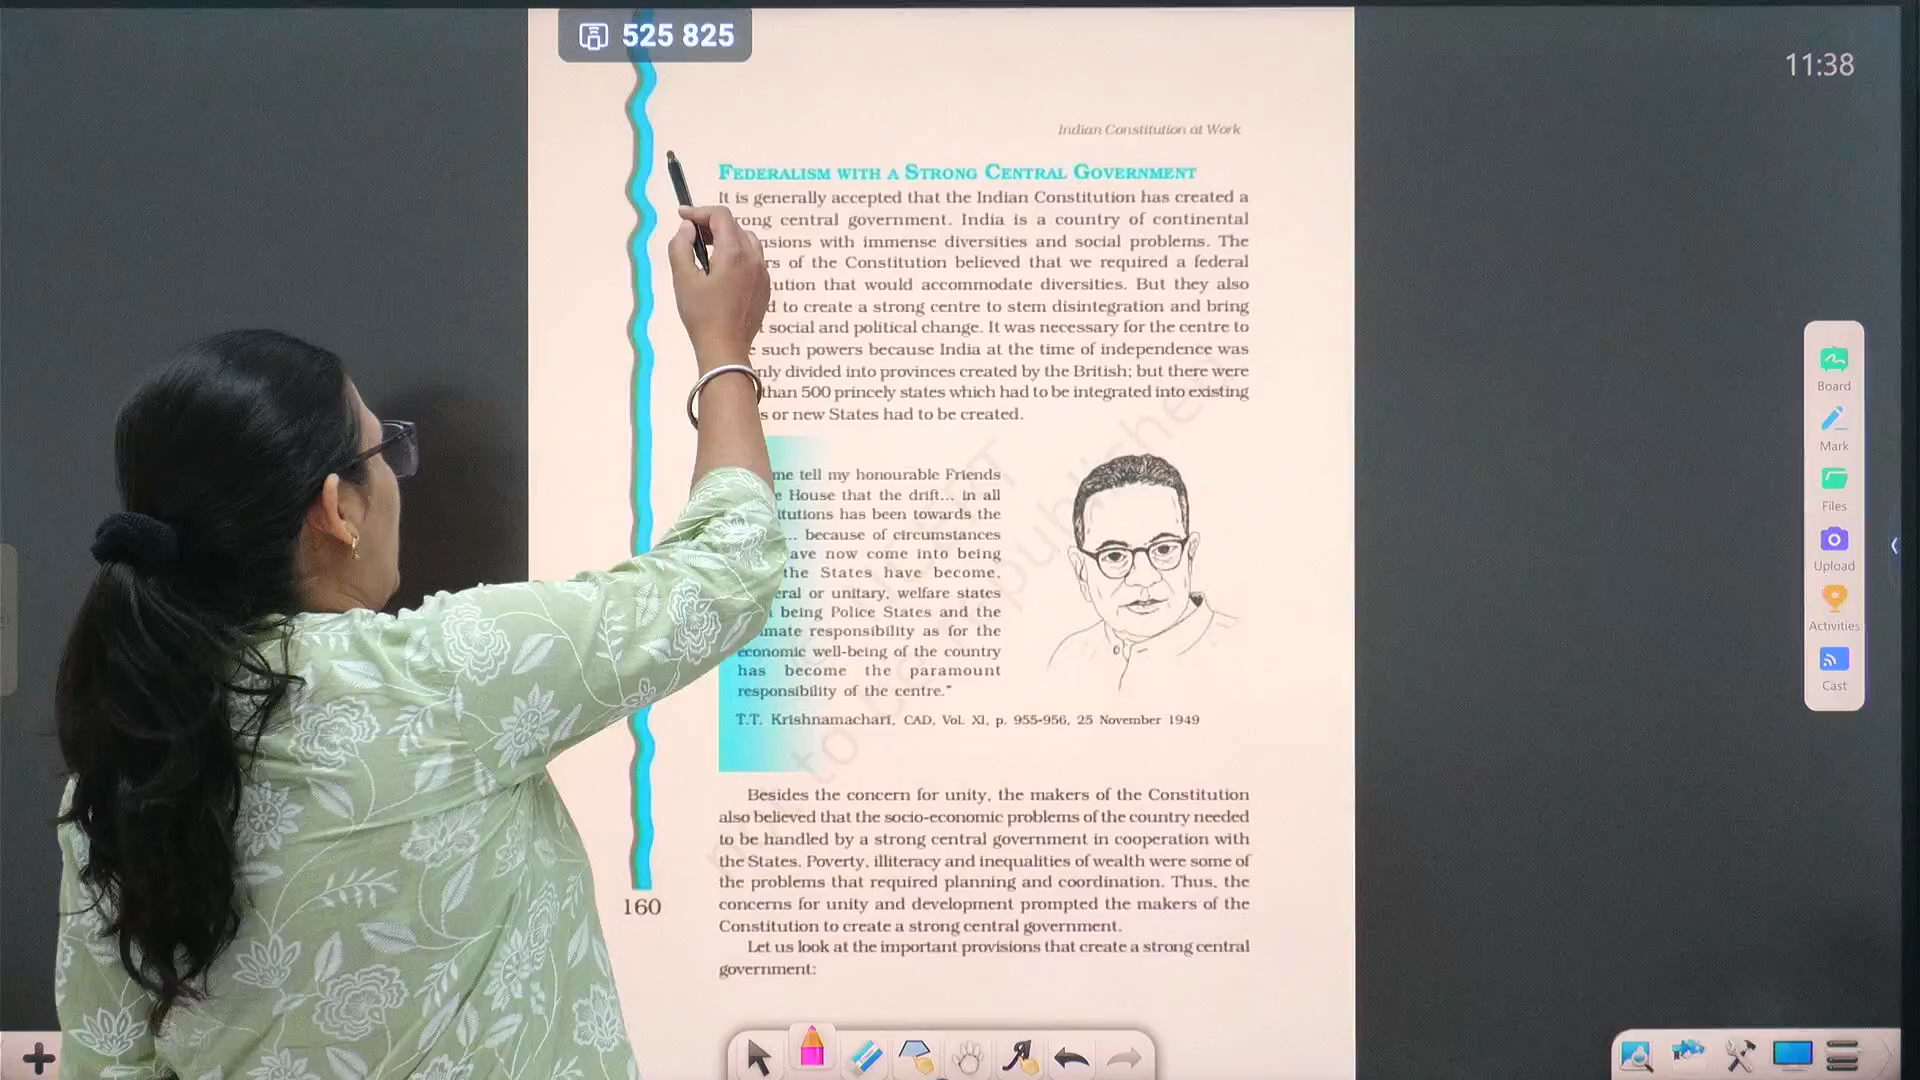 525 825
11:38
Indian Constitution at Work
FEDERALISM WITH A STRONG CENTRAL GOVERNMENT
It is generally accepted that the Indian Constitution has created a
central government. India is a country of continental
with immense diversities and social problems. The
of the Constitution believed that we required a federal
that would accommodate diversities. But they also
to create a strong centre to stem disintegration and bring
social and political change. It was necessary for the centre to
such powers because India at the time of independence was
divided into provinces created by the British; but there were
than 500 princely states which had to be integrated into existing
or new States had to be created.
me tell my honourable Friends
House that the drift... in all
has been towards the
... because of circumstances
now come into being
the States have become,
or unitary, welfare states
being Police States and the
responsibility as for the
economic well-being of the country
has become the paramount
responsibility of the centre."
T.T. Krishnamachari, CAD, Vol. XI, p. 955-956, 25 November 1949
Besides the concern for unity, the makers of the Constitution
also believed that the socio-economic problems of the country needed
to be handled by a strong central government in cooperation with
the States. Poverty, illiteracy and inequalities of wealth were some of
the problems that required planning and coordination. Thus, the
concerns for unity and development prompted the makers of the
Constitution to create a strong central government.
Let us look at the important provisions that create a strong central
government:
160
Board
Mark
Files
Upload
Activities
Cast